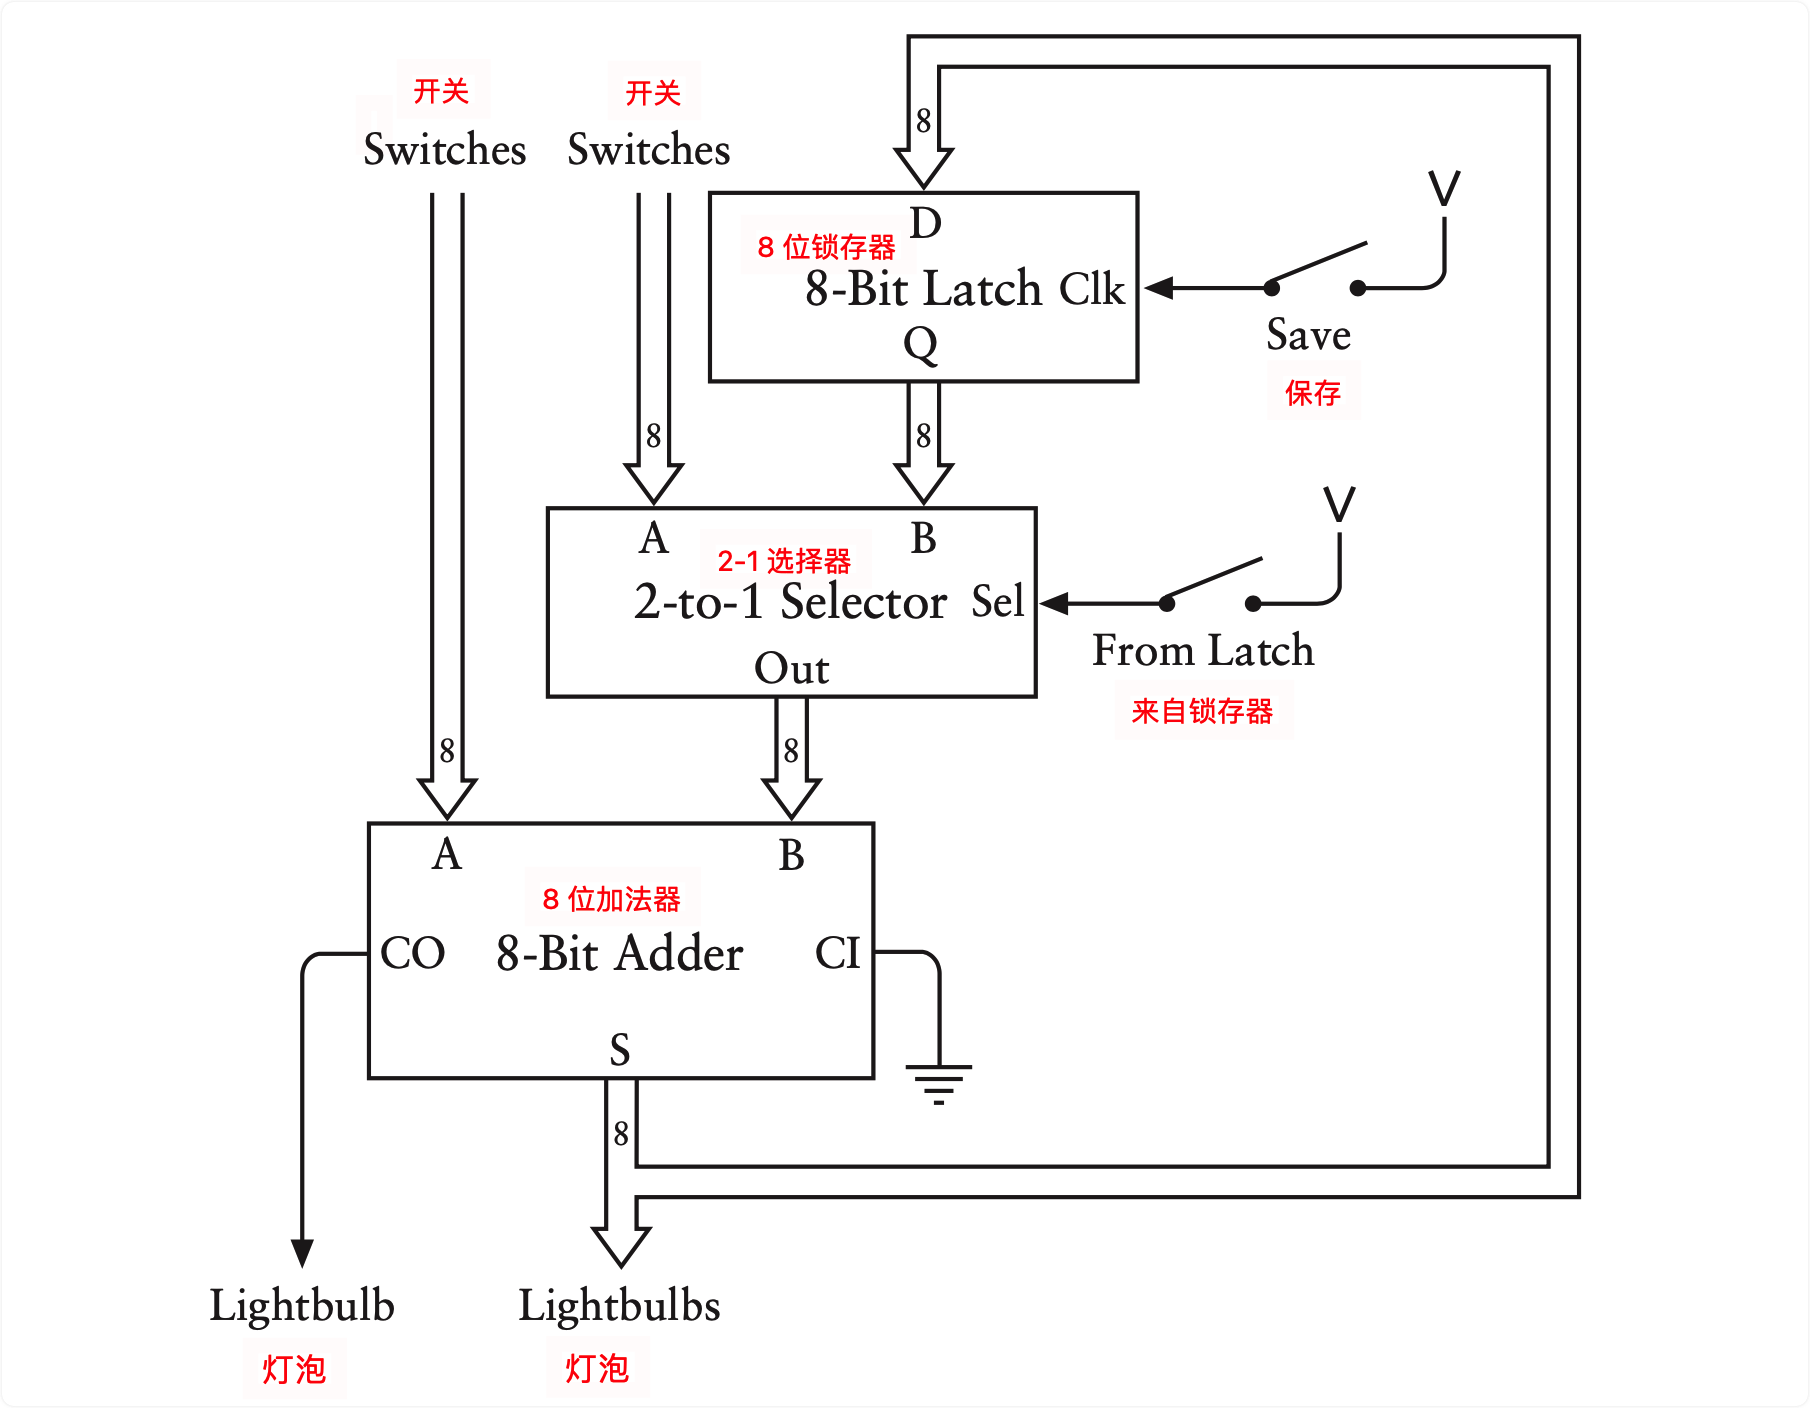 开关
开关
Switches
Switches
8
V
D
8 位锁存器
8-Bit Latch
Clk
Q
Save
保存
8
8
V
A
B
2-1 选择器
2-to-1 Selector
Sel
Out
From Latch
来自锁存器
8
8
A
B
8 位加法器
CO
8-Bit Adder
CI
S
8
Lightbulb
Lightbulbs
灯泡
灯泡